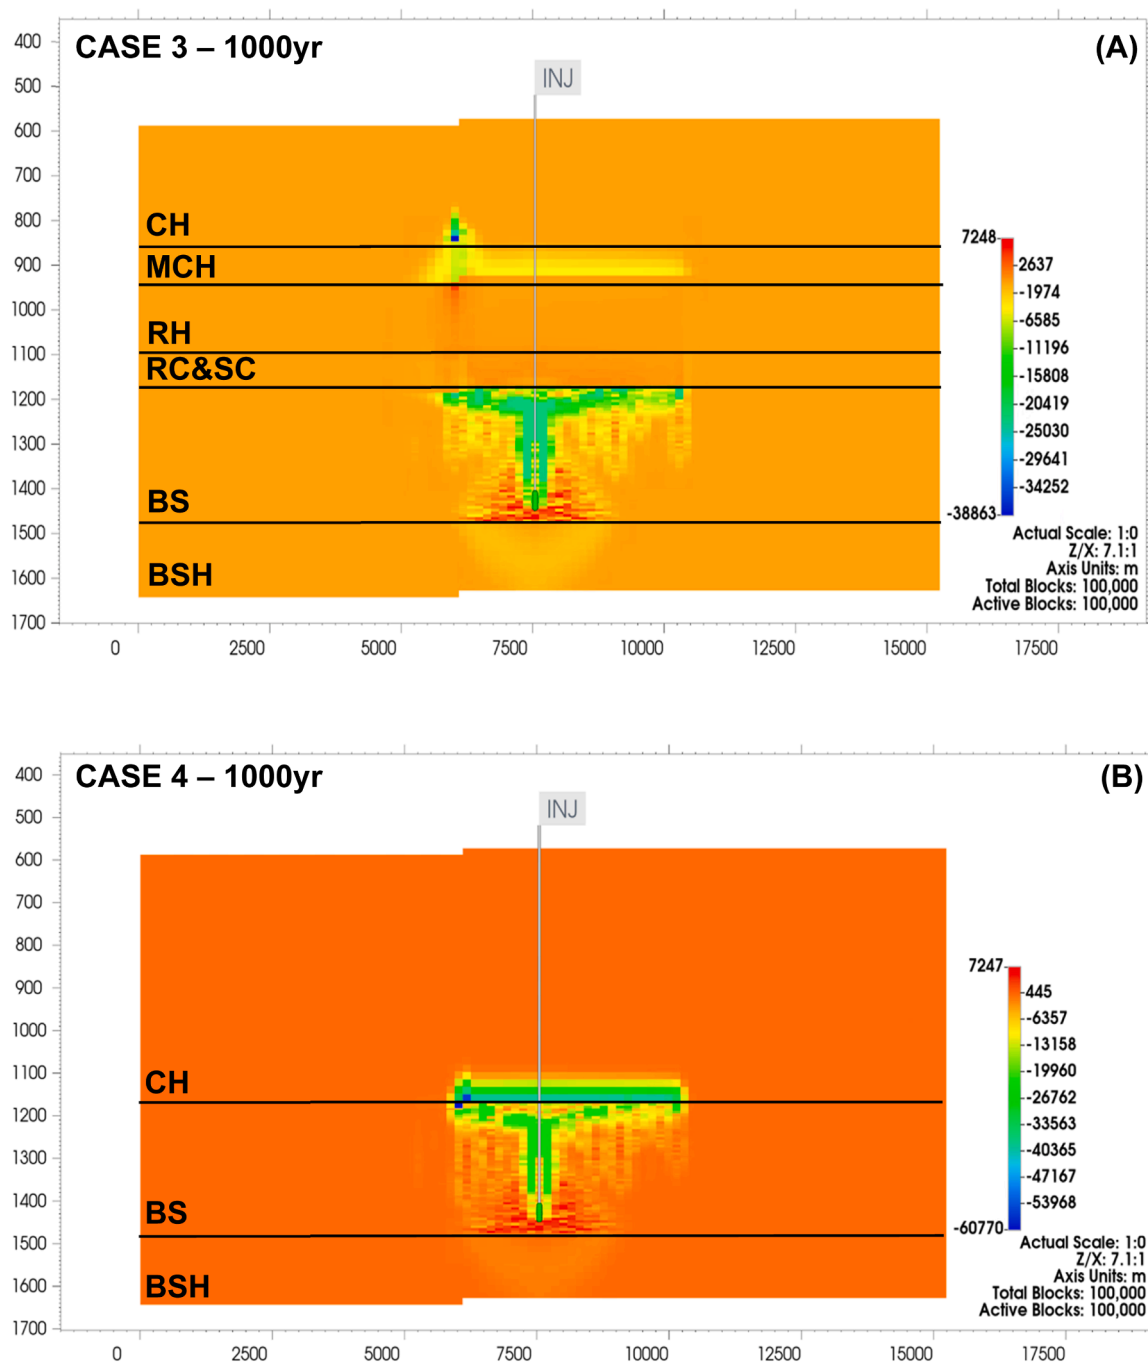 CASE 3 – 1000yr
(A)
INJ
400
500
600
700
800
900
1000
1100
1200
1300
1400
1500
1600
1700
CH
MCH
RH
RC&SC
BS
BSH
7248
2637
-1974
-6585
-11196
-15808
-20419
-25030
-29641
-34252
-38863
Actual Scale: 1:0
Z/X: 7.1:1
Axis Units: m
Total Blocks: 100,000
Active Blocks: 100,000
0 2500 5000 7500 10000 12500 15000 17500
CASE 4 – 1000yr
(B)
INJ
400
500
600
700
800
900
1000
1100
1200
1300
1400
1500
1600
1700
CH
BS
BSH
7247
445
-6357
-13158
-19960
-26762
-33563
-40365
-47167
-53968
-60770
Actual Scale: 1:0
Z/X: 7.1:1
Axis Units: m
Total Blocks: 100,000
Active Blocks: 100,000
0 2500 5000 7500 10000 12500 15000 17500